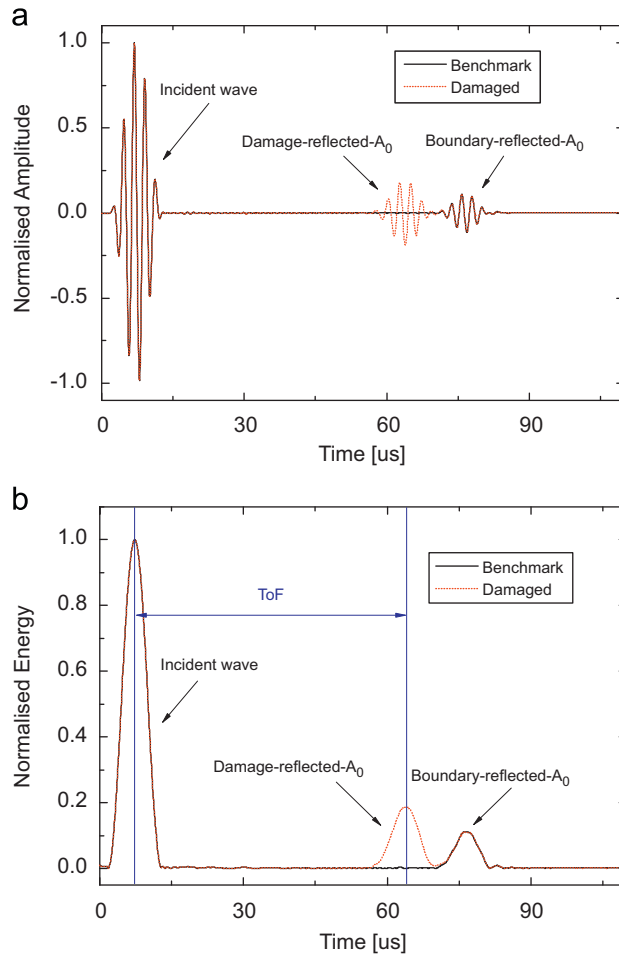 a
1.0
0.5
0.0
-0.5
-1.0
Normalised Amplitude
Incident wave
Benchmark
Damaged
Damage-reflected-A0
Boundary-reflected-A0
0
30
60
90
Time [us]
b
1.0
0.8
0.6
0.4
0.2
0.0
Normalised Energy
Benchmark
Damaged
ToF
Incident wave
Damage-reflected-A0
Boundary-reflected-A0
0
30
60
90
Time [us]